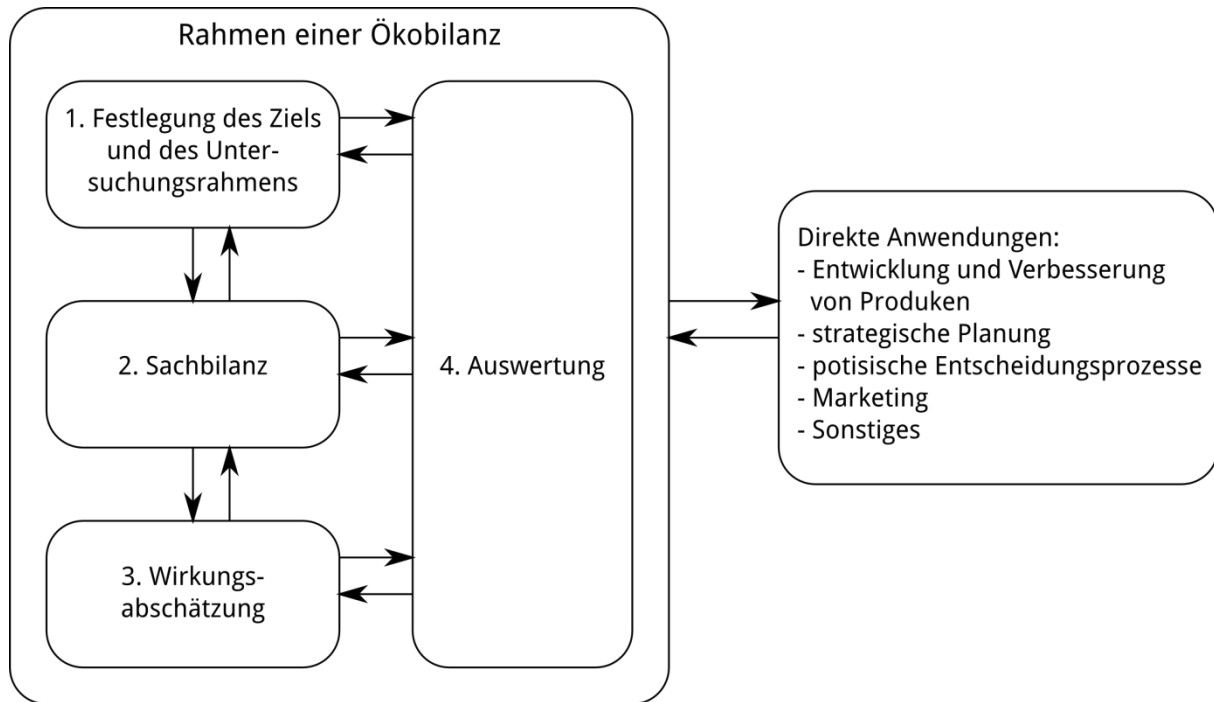 Rahmen einer Ökobilanz
1. Festlegung des Ziels
und des Unter-
suchungsrahmens
2. Sachbilanz
3. Wirkungs-
abschätzung
4. Auswertung
Direkte Anwendungen:
- Entwicklung und Verbesserung
von Produken
- strategische Planung
- potisische Entscheidungsprozesse
- Marketing
- Sonstiges